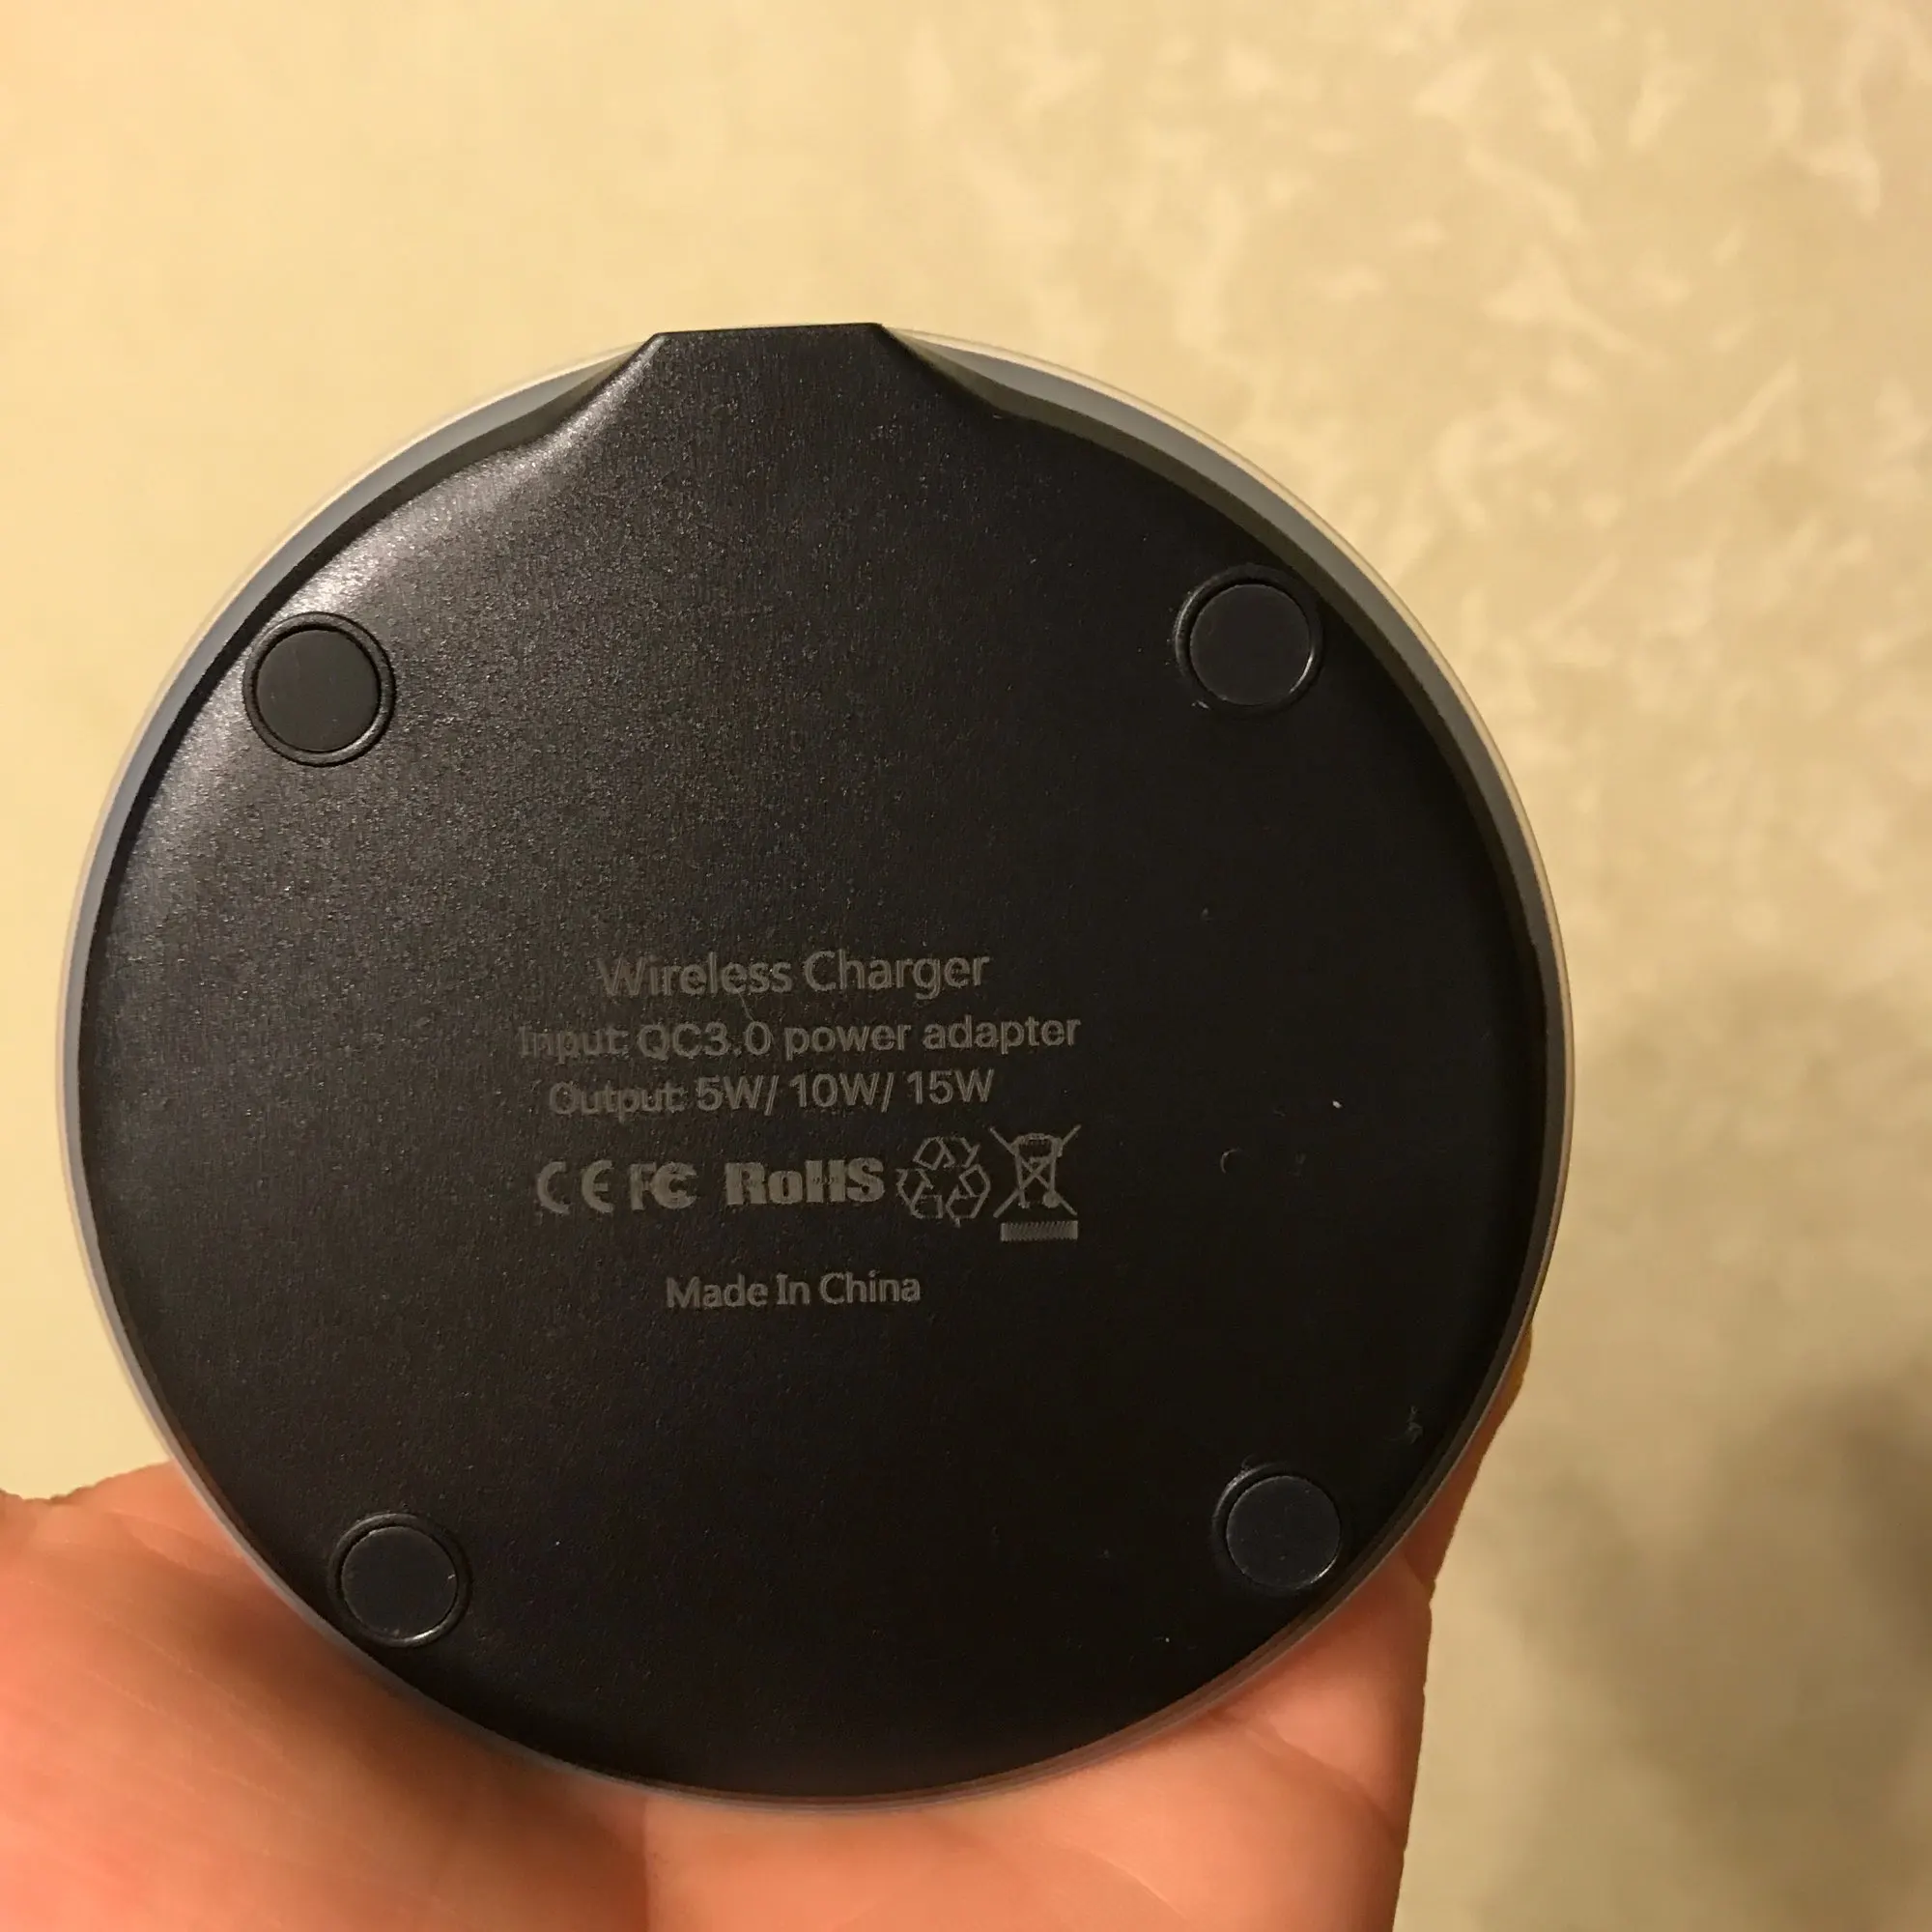 Wireless Charger
Input: QC3.0 power adapter
Output: 5W/ 10W/ 15W
CE FC RoHS
Made In China